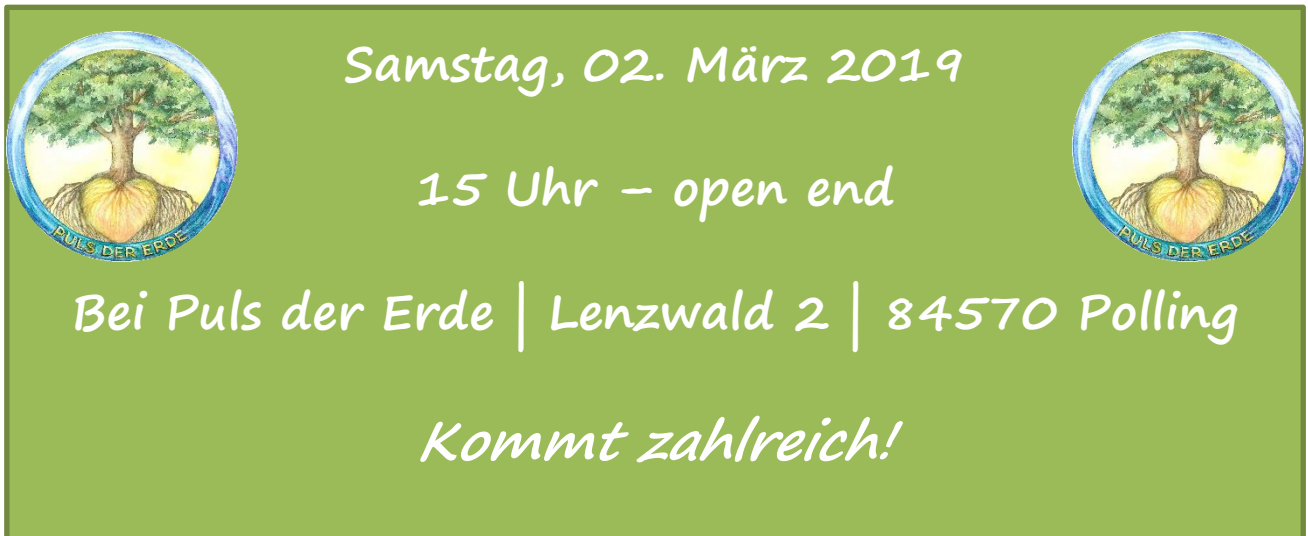 Samstag, 02. März 2019
15 Uhr – open end
Bei Puls der Erde | Lenzwald 2 | 84570 Polling
Kommt zahlreich!
PULS DER ERDE
PULS DER ERDE